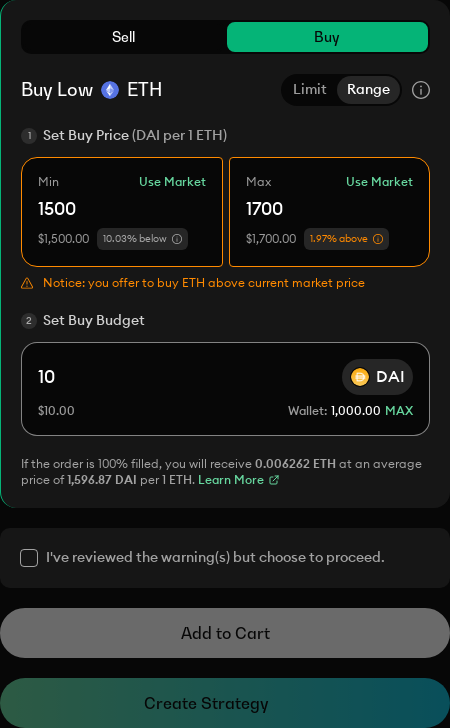 Sell Buy
Buy Low ETH Limit Range
1 Set Buy Price (DAI per 1 ETH)
Min Use Market Max Use Market
1500 1700
$1,500.00 10.03% below $1,700.00 1.97% above
Notice: you offer to buy ETH above current market price
2 Set Buy Budget
10 DAI
$10.00 Wallet: 1,000.00 MAX
If the order is 100% filled, you will receive 0.006262 ETH at an average
price of 1,596.87 DAI per 1 ETH. Learn More
I've reviewed the warning(s) but choose to proceed.
Add to Cart
Create Strategy